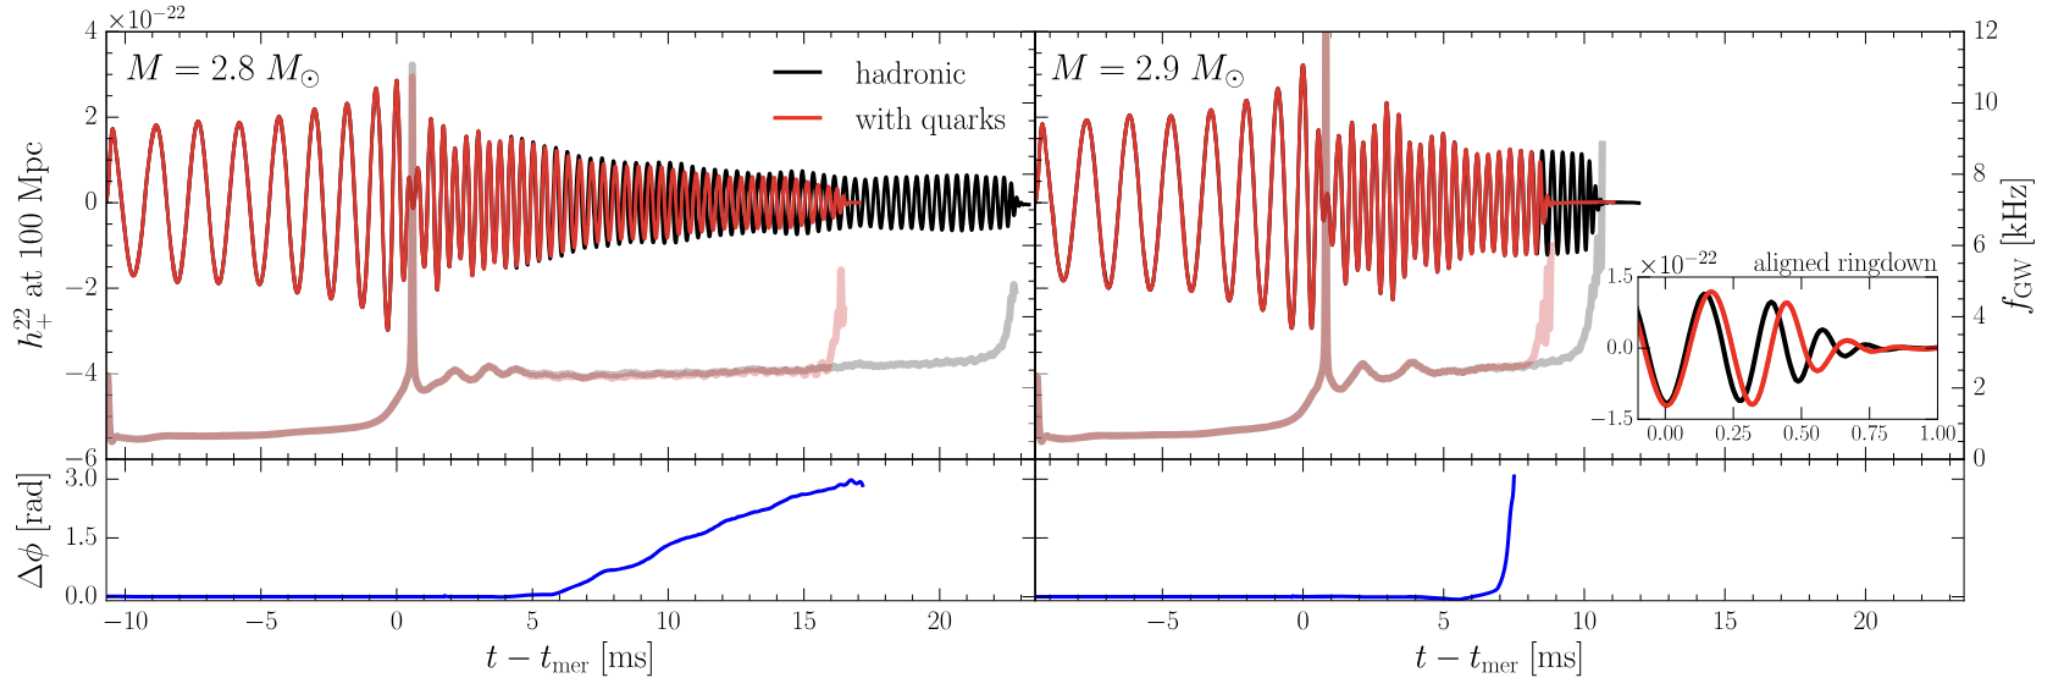 ×10⁻²²
M = 2.8 M⊙
hadronic
with quarks
M = 2.9 M⊙
4
2
0
−2
−4
−6
h₊²² at 100 Mpc
12
10
8
6
4
2
0
f_GW [kHz]
×10⁻²² aligned ringdown
1.5
0.0
−1.5
0.00 0.25 0.50 0.75 1.00
3.0
1.5
0.0
Δϕ [rad]
−10 −5 0 5 10 15 20
−5 0 5 10 15 20
t − t_mer [ms]
t − t_mer [ms]